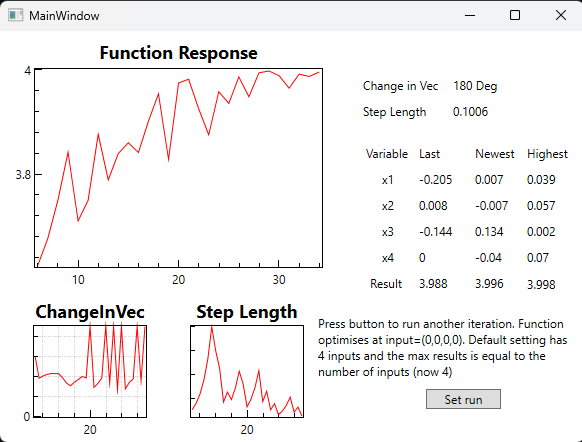 MainWindow
Function Response
4
3.8
10 20 30
Change in Vec 180 Deg
Step Length 0.1006
Variable Last Newest Highest
x1 -0.205 0.007 0.039
x2 0.008 -0.007 0.057
x3 -0.144 0.134 0.002
x4 0 -0.04 0.07
Result 3.988 3.996 3.998
ChangeInVec
0
20
Step Length
20
Press button to run another iteration. Function
optimises at input=(0,0,0,0). Default setting has
4 inputs and the max results is equal to the
number of inputs (now 4)
Set run